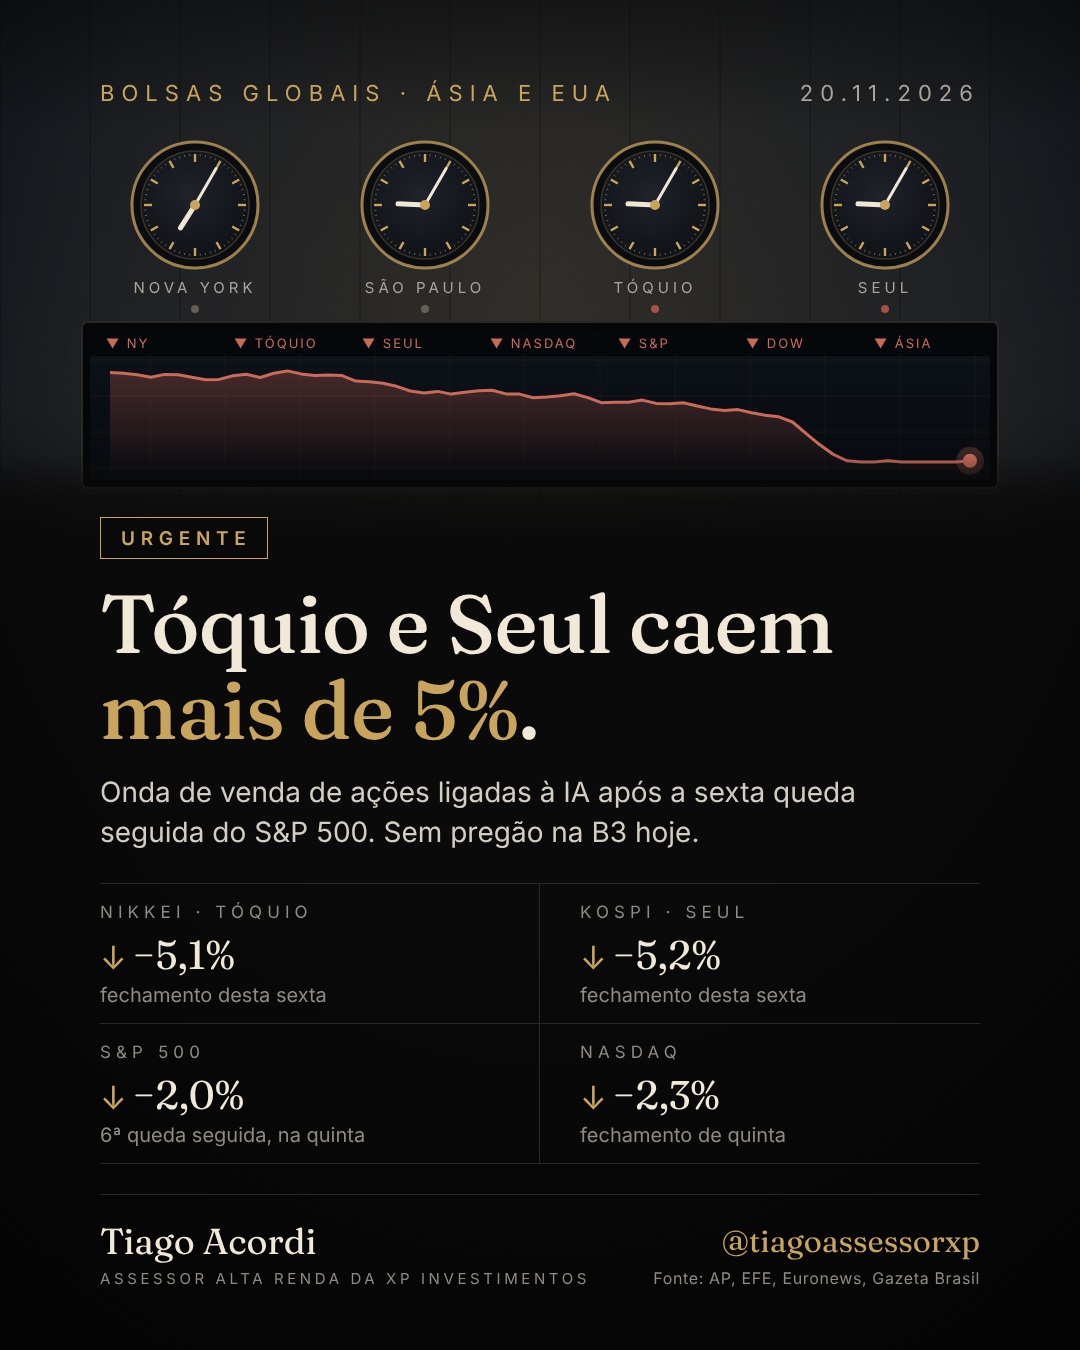 BOLSAS GLOBAIS · ÁSIA E EUA
20.11.2026
NOVA YORK
SÃO PAULO
TÓQUIO
SEUL
▼ NY
▼ TÓQUIO
▼ SEUL
▼ NASDAQ
▼ S&P
▼ DOW
▼ ÁSIA
URGENTE
Tóquio e Seul caem
mais de 5%.
Onda de venda de ações ligadas à IA após a sexta queda
seguida do S&P 500. Sem pregão na B3 hoje.
NIKKEI · TÓQUIO
↓ −5,1%
fechamento desta sexta
KOSPI · SEUL
↓ −5,2%
fechamento desta sexta
S&P 500
↓ −2,0%
6ª queda seguida, na quinta
NASDAQ
↓ −2,3%
fechamento de quinta
Tiago Acordi
ASSESSOR ALTA RENDA DA XP INVESTIMENTOS
@tiagoassessorxp
Fonte: AP, EFE, Euronews, Gazeta Brasil